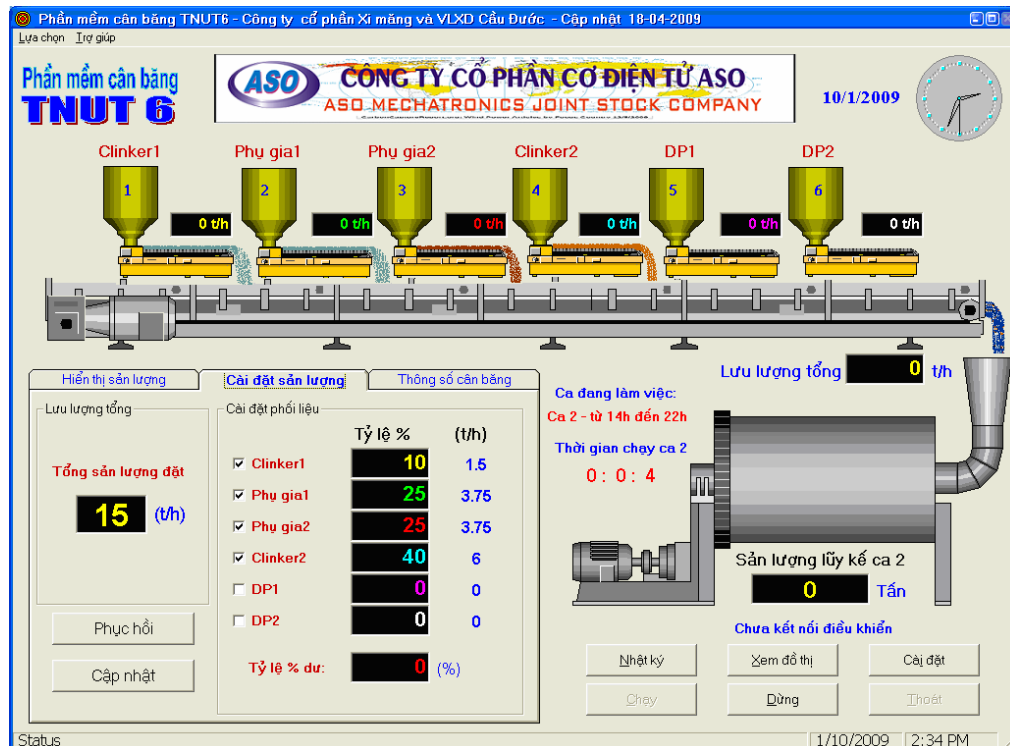 Phần mềm cân băng TNUT6 - Công ty cổ phần Xi măng và VLXD Cầu Đước - Cập nhật 18-04-2009
Lựa chọn Trợ giúp
Phần mềm cân băng
TNUT 6
ASO
CÔNG TY CỔ PHẦN CƠ ĐIỆN TỬ ASO
ASO MECHATRONICS JOINT STOCK COMPANY
10/1/2009
Clinker1 Phụ gia1 Phụ gia2 Clinker2 DP1 DP2
1 2 3 4 5 6
0 t/h 0 t/h 0 t/h 0 t/h 0 t/h 0 t/h
Lưu lượng tổng 0 t/h
Hiển thị sản lượng Cài đặt sản lượng Thông số cân băng
Lưu lượng tổng
Tổng sản lượng đặt
15 (t/h)
Phục hồi
Cập nhật
Cài đặt phối liệu
Tỷ lệ % (t/h)
Clinker1 10 1.5
Phụ gia1 25 3.75
Phụ gia2 25 3.75
Clinker2 40 6
DP1 0 0
DP2 0 0
Tỷ lệ % dư: 0 (%)
Ca đang làm việc:
Ca 2 - từ 14h đến 22h
Thời gian chạy ca 2
0 : 0 : 4
Sản lượng lũy kế ca 2
0 Tấn
Chưa kết nối điều khiển
Nhật ký Xem đồ thị Cài đặt
Chạy Dừng Thoát
Status 1/10/2009 2:34 PM